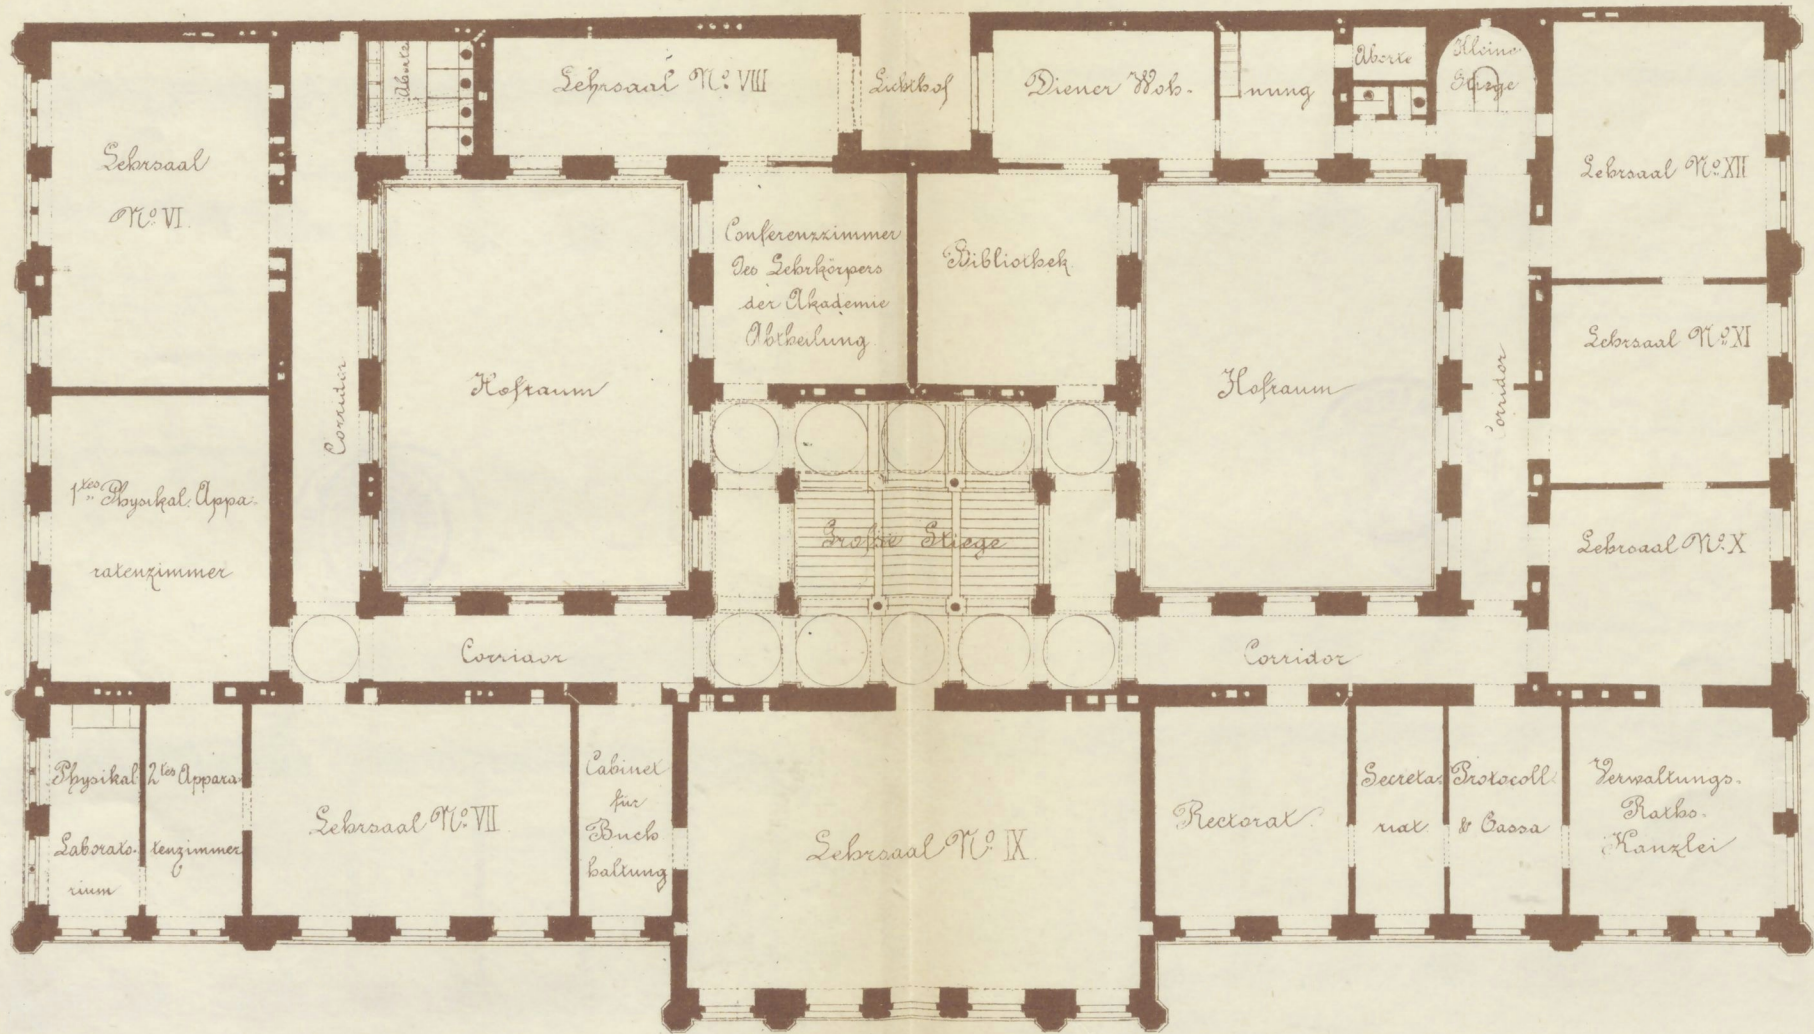 Aborte
Lehrsaal No. VIII
Lichthof
Diener Woh-
nung
Aborte
Kleine
Stiege
Lehrsaal
No. VI.
Lehrsaal No. XII
Conferenzzimmer
des Lehrkörpers
der Akademie
Abtheilung
Bibliothek
Corridor
Hofraum
Hofraum
Corridor
Lehrsaal No. XI
1tes Physikal. Appa-
ratenzimmer
Große Stiege
Lehrsaal No. X
Corridor
Corridor
Physikal.
Laborato-
rium
2tes Appara-
tenzimmer
Lehrsaal No. VII
Cabinet
für
Buch
haltung
Lehrsaal No. IX.
Rectorat.
Secreta-
riat
Protocoll
& Cassa
Verwaltungs-
Raths-
Kanzlei